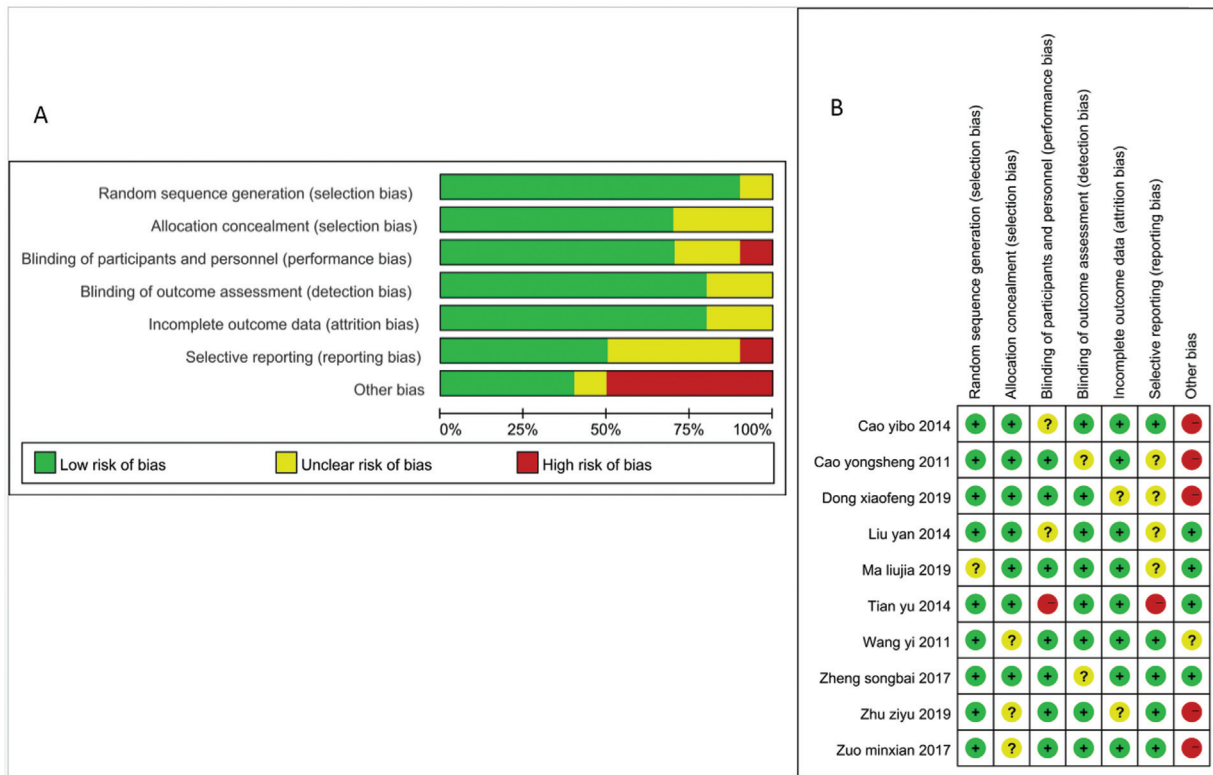 A
Random sequence generation (selection bias)
Allocation concealment (selection bias)
Blinding of participants and personnel (performance bias)
Blinding of outcome assessment (detection bias)
Incomplete outcome data (attrition bias)
Selective reporting (reporting bias)
Other bias
0% 25% 50% 75% 100%
Low risk of bias Unclear risk of bias High risk of bias
B
Random sequence generation (selection bias)
Allocation concealment (selection bias)
Blinding of participants and personnel (performance bias)
Blinding of outcome assessment (detection bias)
Incomplete outcome data (attrition bias)
Selective reporting (reporting bias)
Other bias
Cao yibo 2014 + + ? + + + -
Cao yongsheng 2011 + + + ? + ? -
Dong xiaofeng 2019 + + + + ? ? -
Liu yan 2014 + + ? + + ? +
Ma liujia 2019 ? + + + + ? +
Tian yu 2014 + + - + + - +
Wang yi 2011 + ? + + + + ?
Zheng songbai 2017 + + + ? + + +
Zhu ziyu 2019 + ? + + ? + -
Zuo minxian 2017 + ? + + + + -